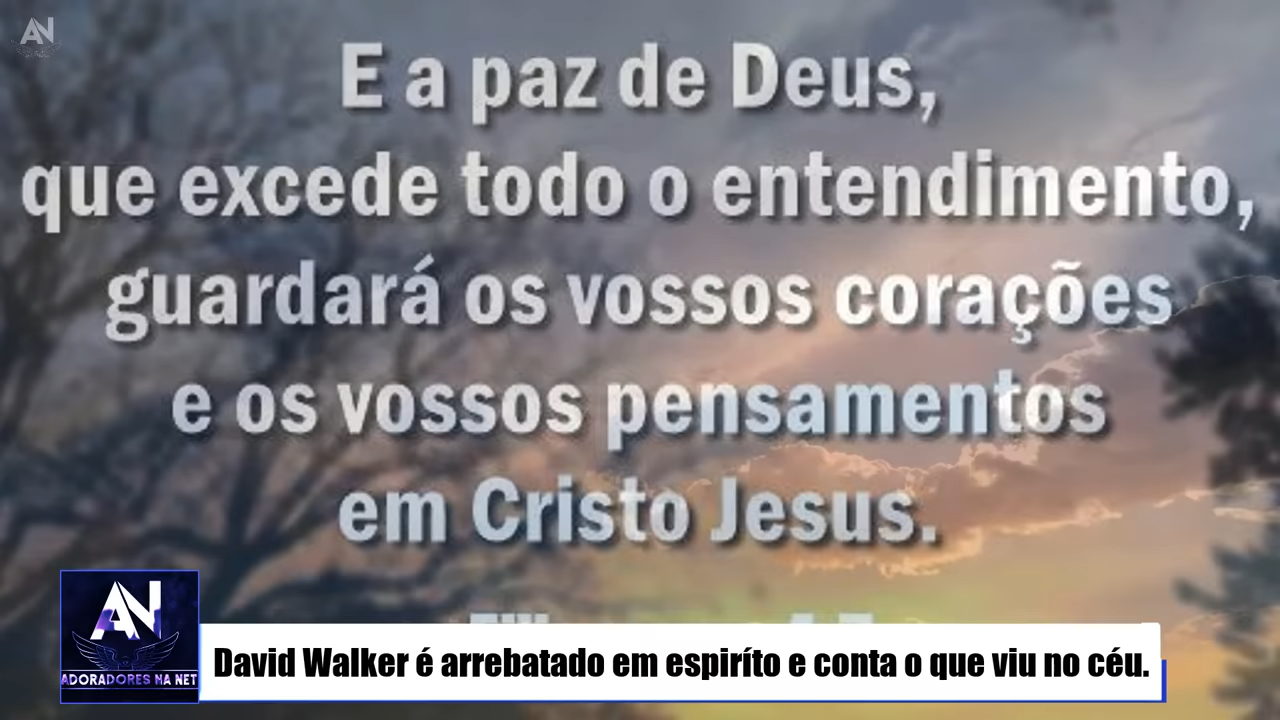 AN
E a paz de Deus,
que excede todo o entendimento,
guardará os vossos corações
e os vossos pensamentos
em Cristo Jesus.
AN
ADORADORES NA NET
David Walker é arrebatado em espiríto e conta o que viu no céu.